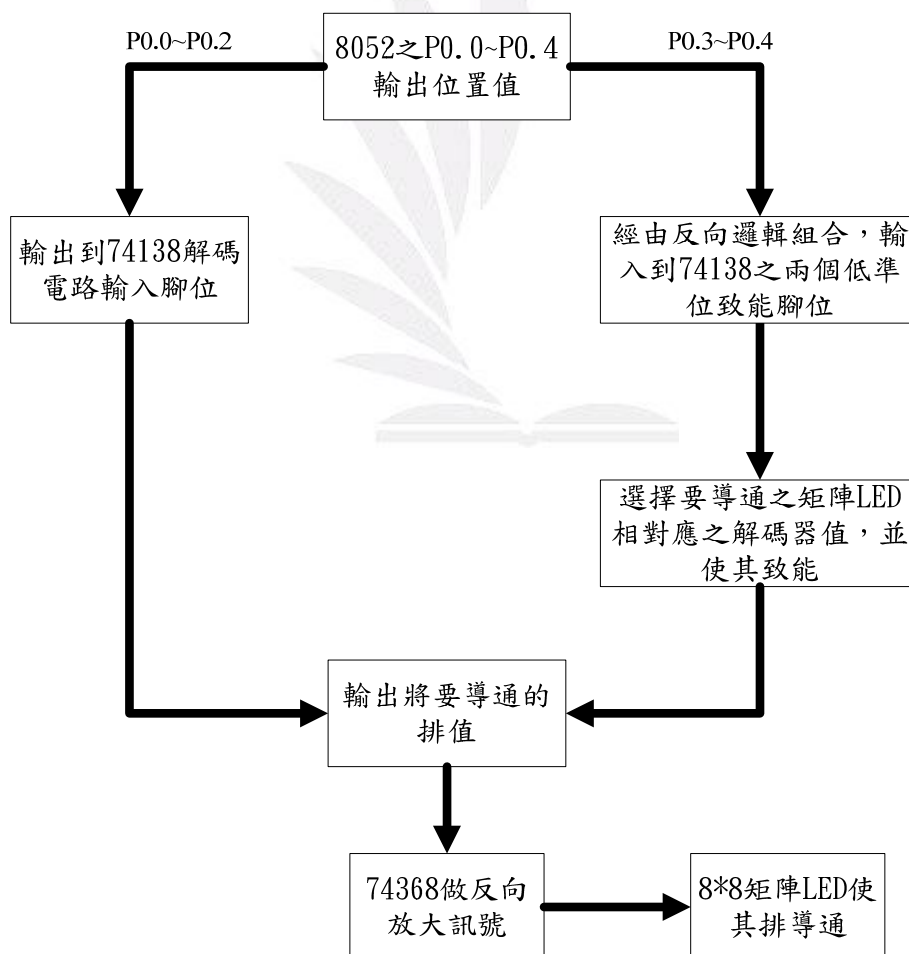 P0.0~P0.2
8052之P0.0~P0.4
輸出位置值
P0.3~P0.4
輸出到74138解碼
電路輸入腳位
經由反向邏輯組合，輸
入到74138之兩個低準
位致能腳位
選擇要導通之矩陣LED
相對應之解碼器值，並
使其致能
輸出將要導通的
排值
74368做反向
放大訊號
8*8矩陣LED使
其排導通